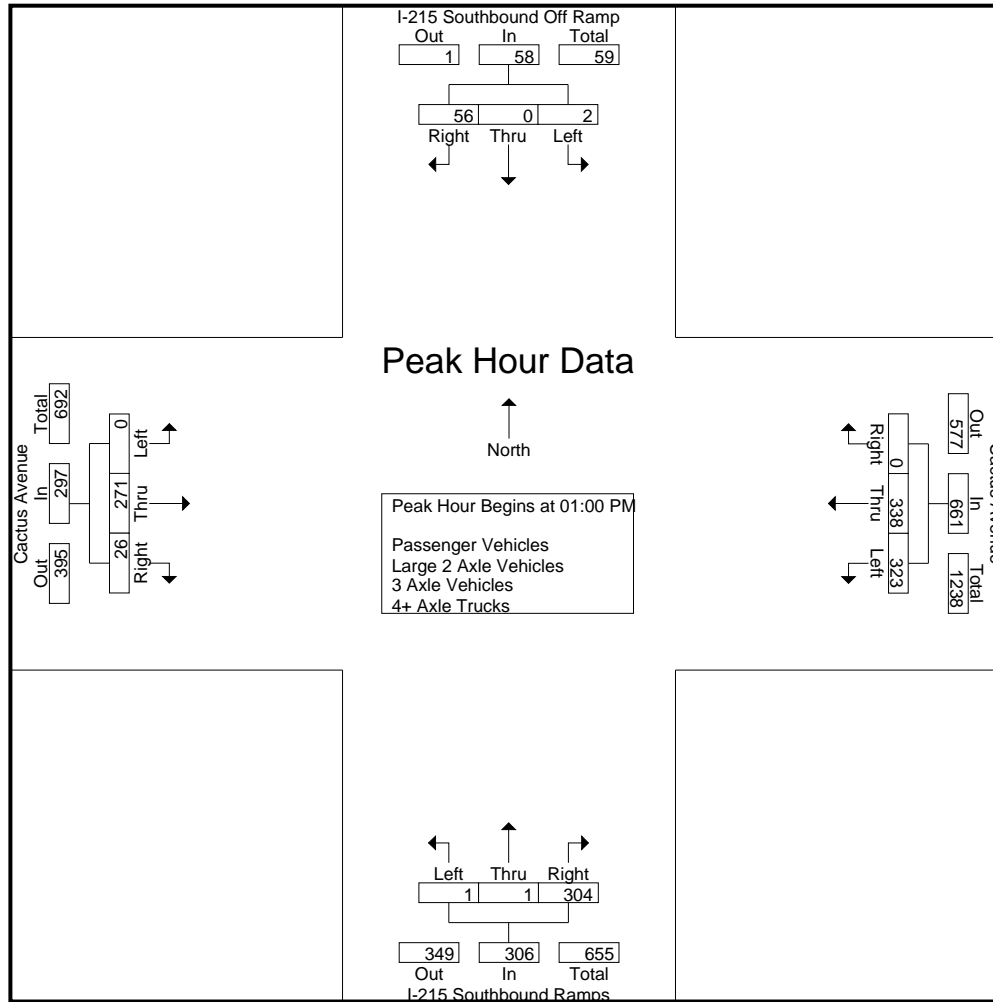 I-215 Southbound Off Ramp
Out In Total
1 58 59
56 0 2
Right Thru Left
Peak Hour Data
North
Peak Hour Begins at 01:00 PM
Passenger Vehicles
Large 2 Axle Vehicles
3 Axle Vehicles
4+ Axle Trucks
Cactus Avenue
Out In Total
395 297 692
26 271 0
Right Thru Left
Out In Total
577 661 1238
0 338 323
Right Thru Left
Left Thru Right
1 1 304
349 306 655
Out In Total
I-215 Southbound Ramps